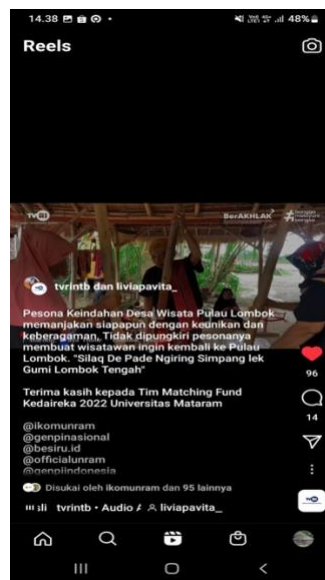 14.38
48%
Reels
BerAKHLAK
tvrintb dan liviapavita_
Pesona Keindahan Desa Wisata Pulau Lombok
memanjakan siapapun dengan keunikan dan
keberagaman. Tidak dipungkiri pesonanya
membuat wisatawan ingin kembali ke Pulau
Lombok. "Silaq De Pade Ngiring Simpang lek
Gumi Lombok Tengah"
96
Terima kasih kepada Tim Matching Fund
Kedaireka 2022 Universitas Mataram
14
@ikomunram
@genpinasional
@besiru.id
@officialunram
@genpiindonesia
Disukai oleh ikomunram dan 95 lainnya
tvrintb • Audio
liviapavita_